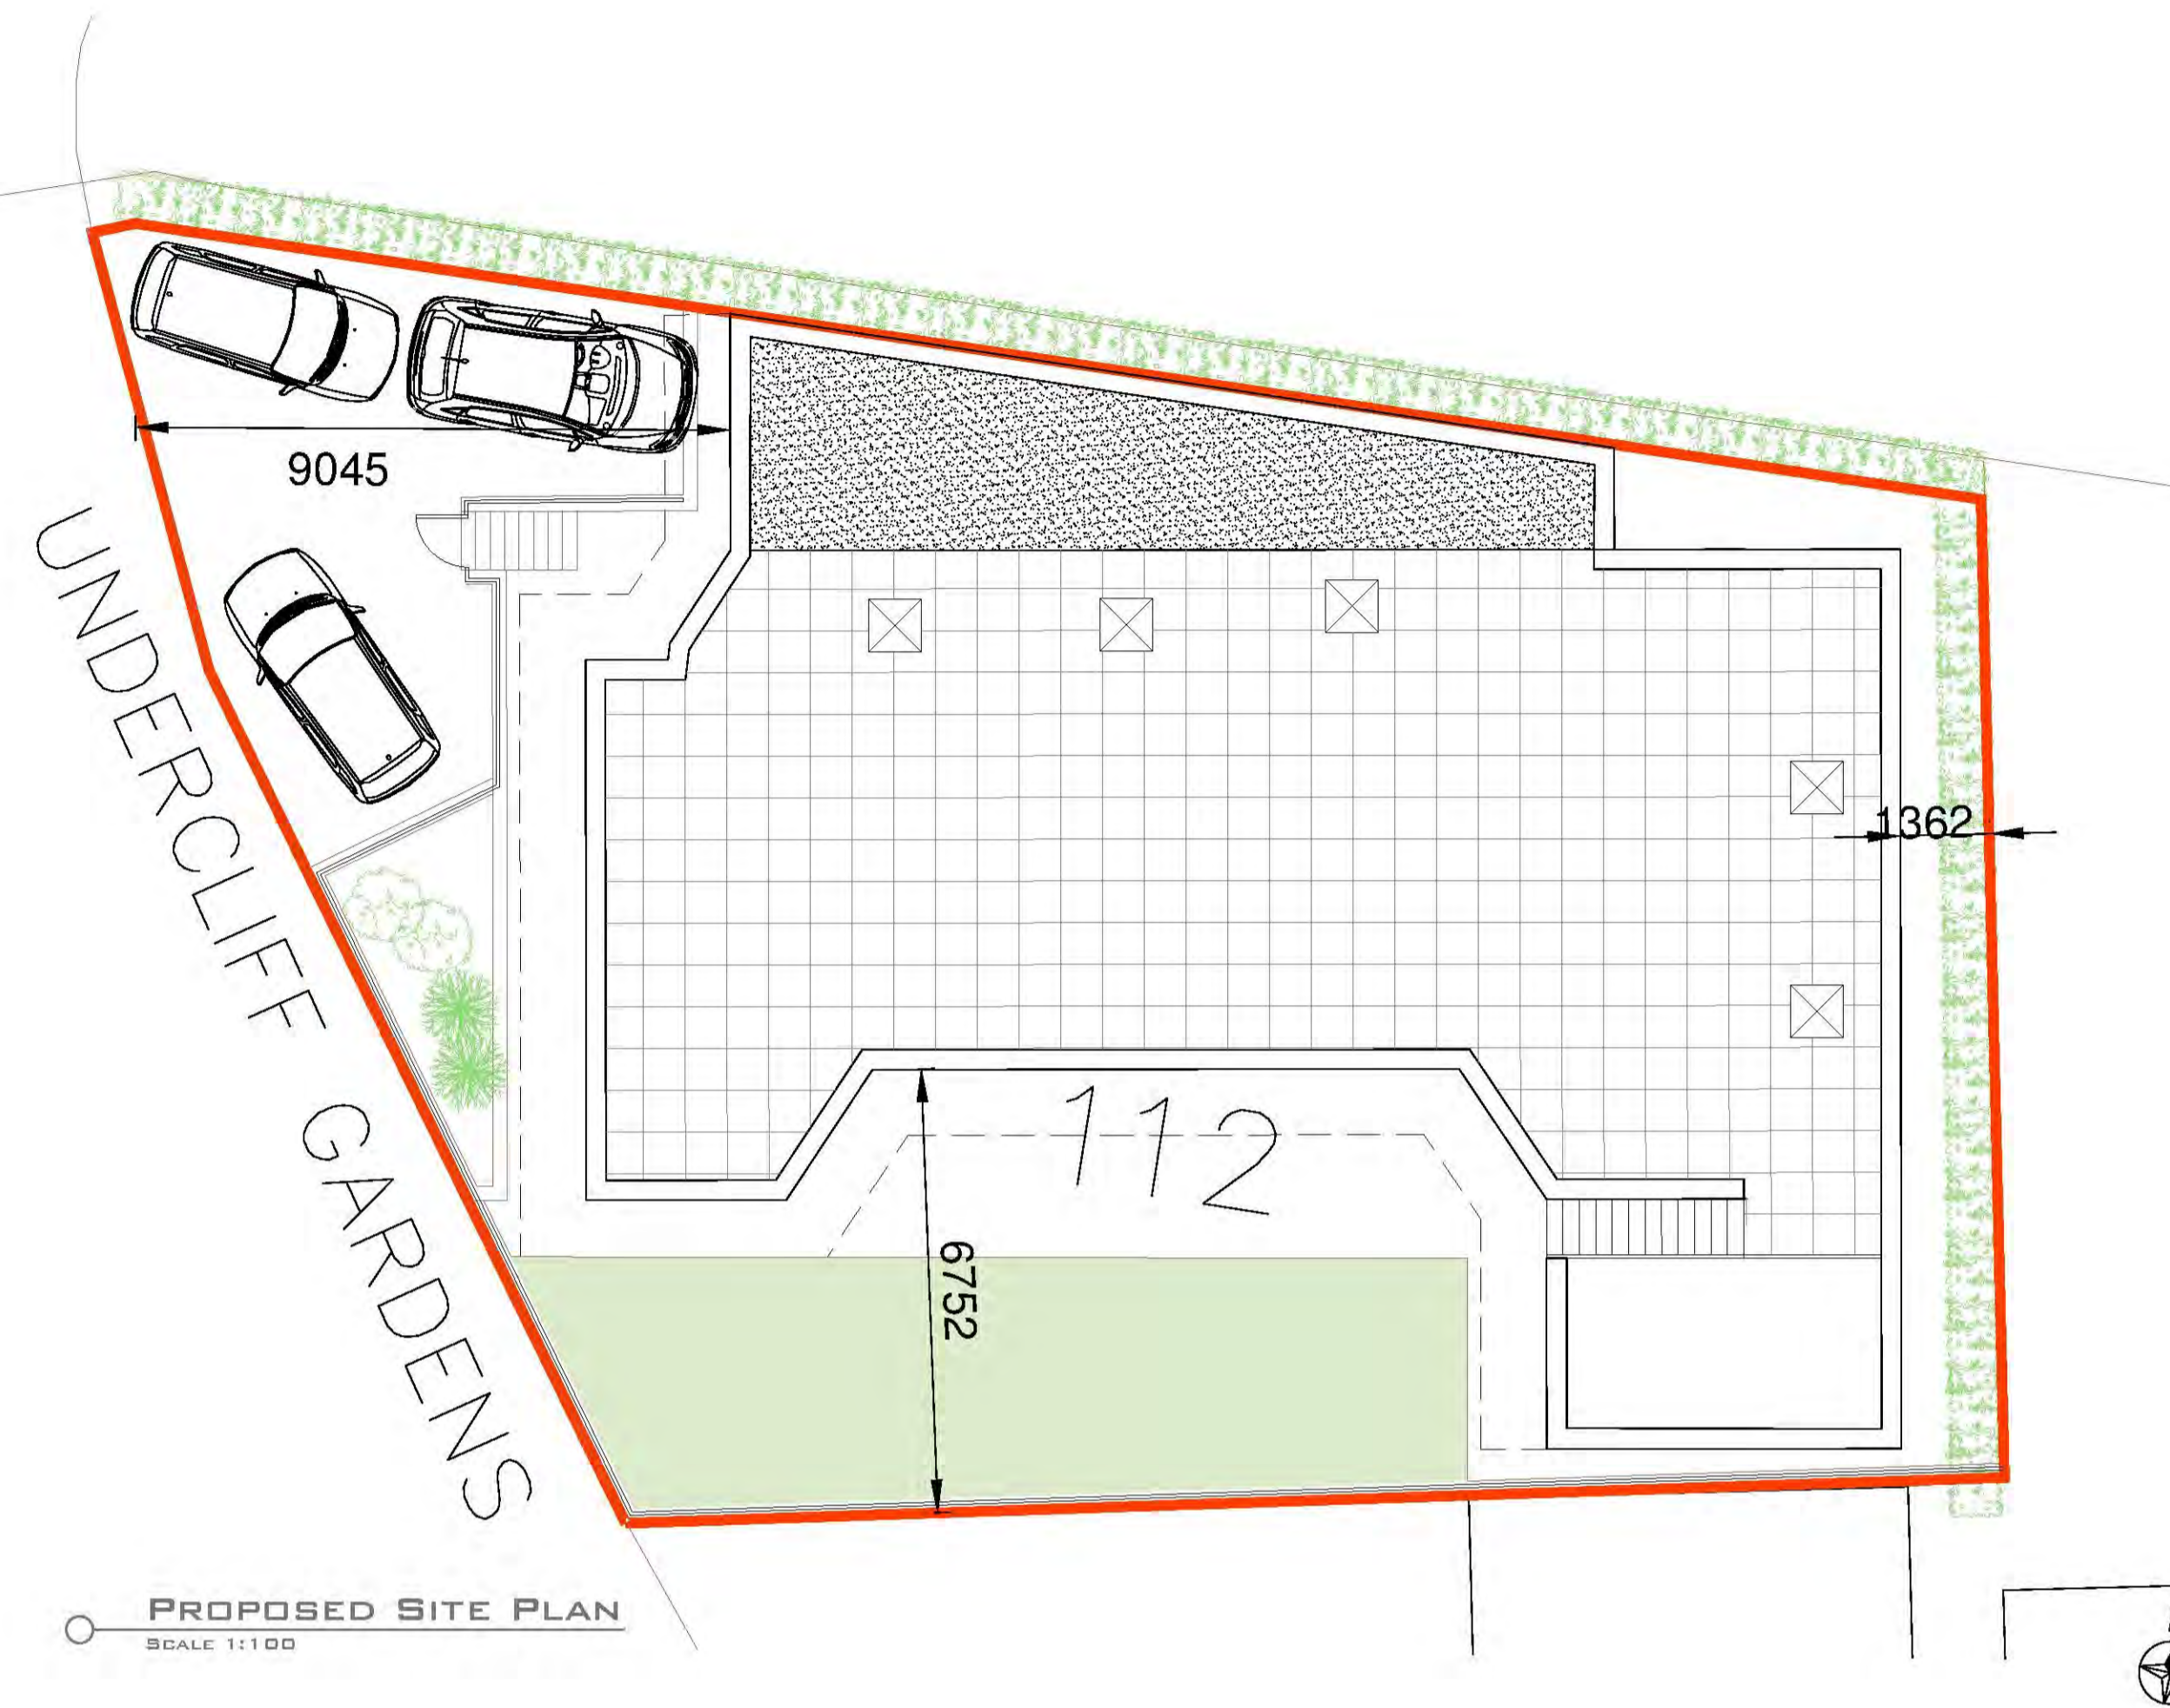 9045
UNDERCLIFF GARDENS
1362
112
6752
PROPOSED SITE PLAN
SCALE 1:100